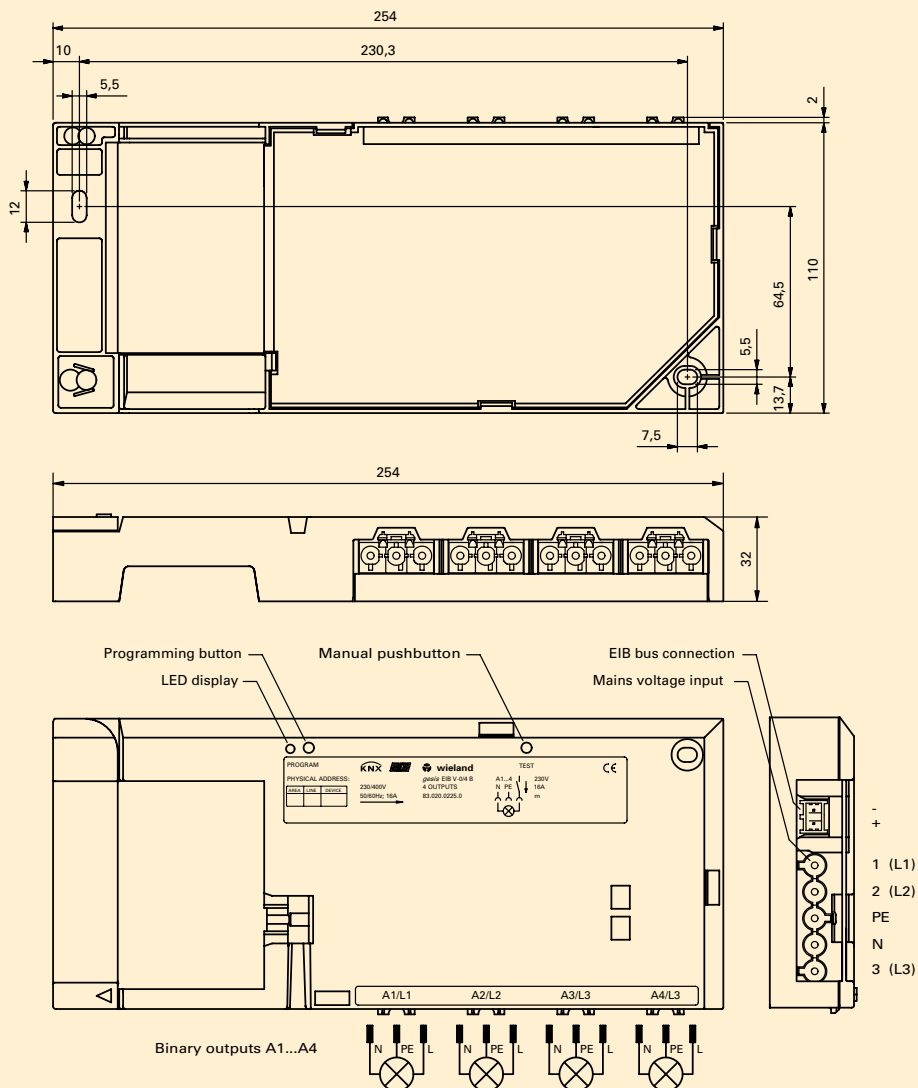 254
10
230,3
5,5
2
12
64,5
110
5,5
13,7
7,5
254
32
Programming button
Manual pushbutton
EIB bus connection
LED display
Mains voltage input
PROGRAM
KNX
wieland
TEST
CE
PHYSICAL ADDRESS:
gesis EIB V-0/4 B
A1...4
230V
230/400V
4 OUTPUTS
N PE
16A
AREA LINE DEVICE
50/60Hz; 16A
83.020.0225.0
m
-
+
1 (L1)
2 (L2)
PE
N
3 (L3)
A1/L1 A2/L2 A3/L3 A4/L3
Binary outputs A1...A4
N PE L N PE L N PE L N PE L